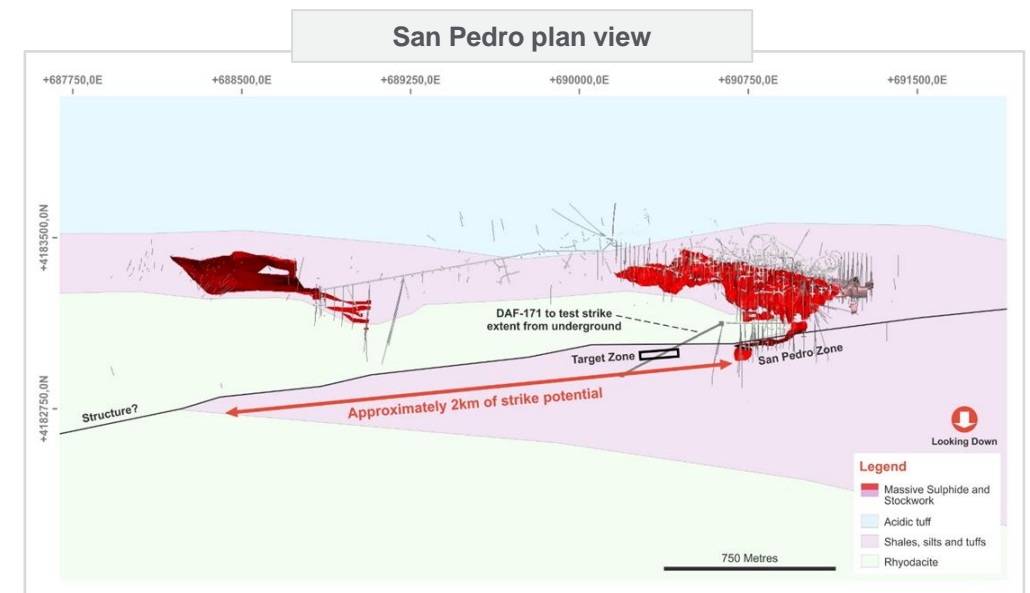 San Pedro plan view
+687750,0E
+688500,0E
+689250,0E
+690000,0E
+690750,0E
+691500,0E
+4183500,0N
+4182750,0N
DAF-171 to test strike
extent from underground
Target Zone
San Pedro Zone
Structure?
Approximately 2km of strike potential
Looking Down
Legend
Massive Sulphide and
Stockwork
Acidic tuff
Shales, silts and tuffs
Rhyodacite
750 Metres